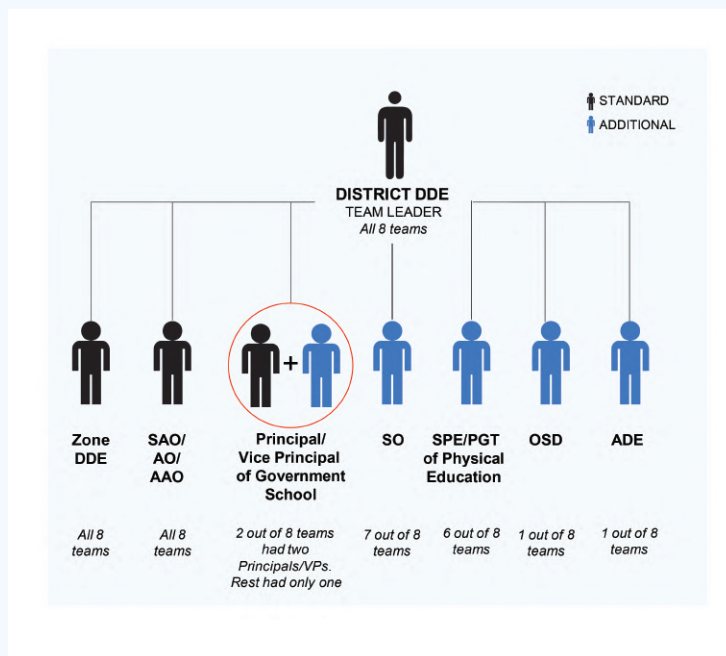 STANDARD
ADDITIONAL
DISTRICT DDE
TEAM LEADER
All 8 teams
+
Zone
DDE
All 8
teams
SAO/
AO/
AAO
All 8
teams
Principal/
Vice Principal
of Government
School
2 out of 8 teams
had two
Principals/VPs.
Rest had only one
SO
7 out of 8
teams
SPE/PGT
of Physical
Education
6 out of 8
teams
OSD
1 out of 8
teams
ADE
1 out of 8
teams